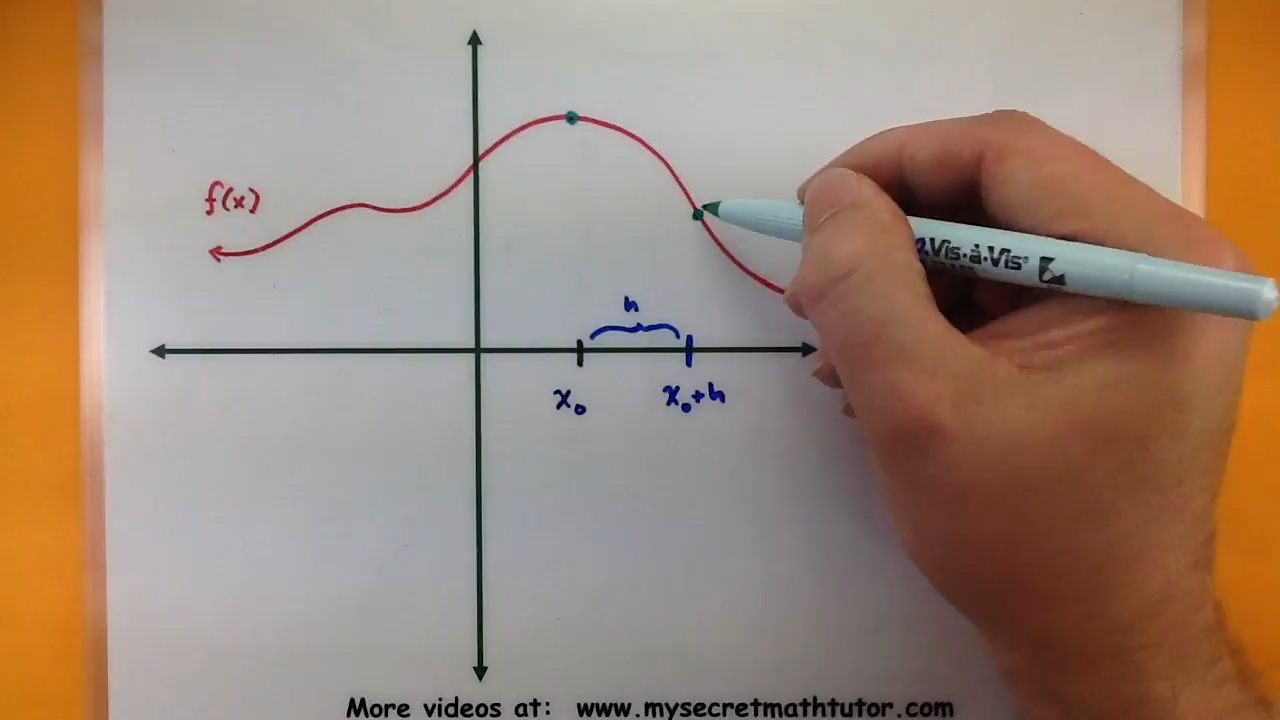 f(x)
Vis-à-Vis®
h
x₀
x₀+h
More videos at: www.mysecretmathtutor.com